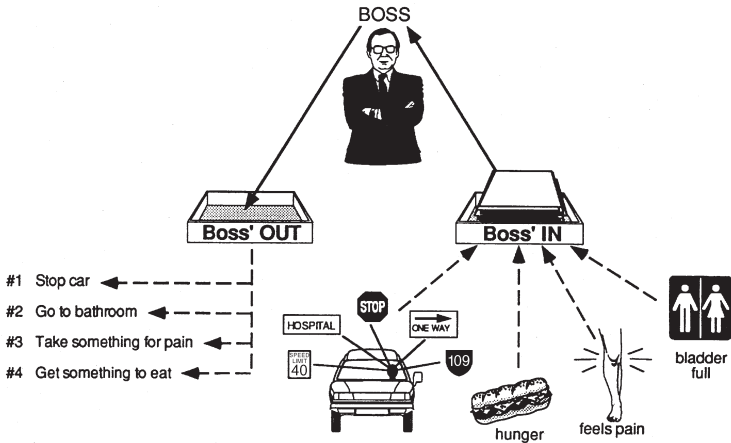 BOSS
Boss' OUT
Boss' IN
#1 Stop car
#2 Go to bathroom
#3 Take something for pain
#4 Get something to eat
STOP
HOSPITAL
ONE WAY
SPEED
LIMIT
40
109
hunger
feels pain
bladder
full